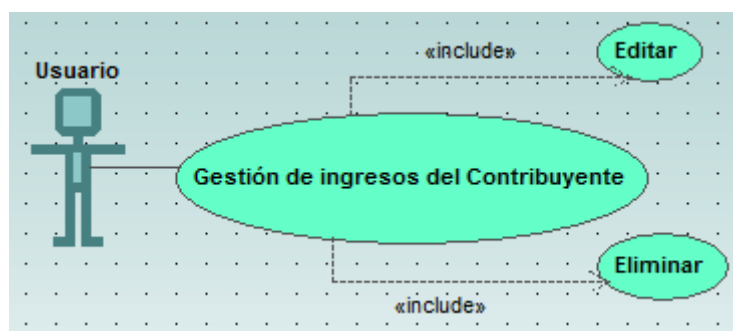 «include»
Editar
Usuario
Gestión de ingresos del Contribuyente
Eliminar
«include»